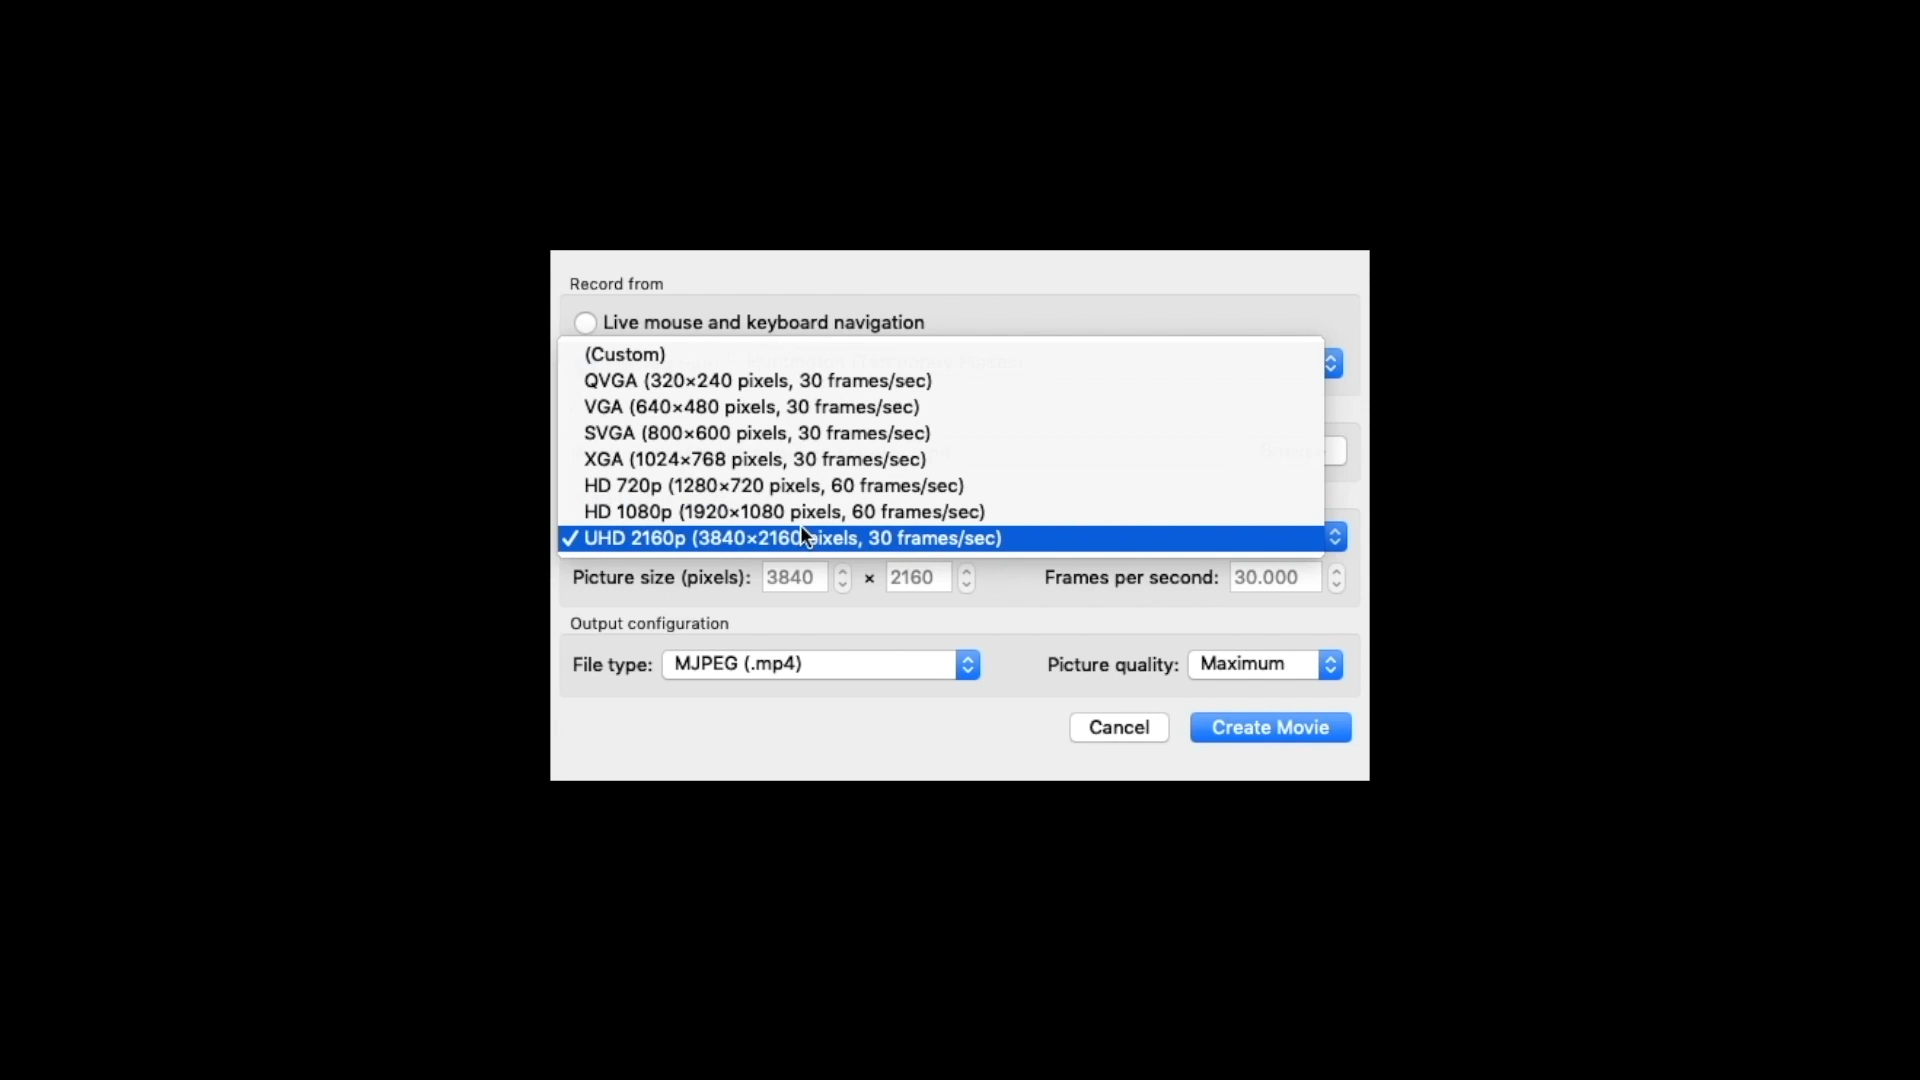 Record from
Live mouse and keyboard navigation
(Custom)
QVGA (320×240 pixels, 30 frames/sec)
VGA (640×480 pixels, 30 frames/sec)
SVGA (800×600 pixels, 30 frames/sec)
XGA (1024×768 pixels, 30 frames/sec)
HD 720p (1280×720 pixels, 60 frames/sec)
HD 1080p (1920×1080 pixels, 60 frames/sec)
✓ UHD 2160p (3840×2160 pixels, 30 frames/sec)
Picture size (pixels): 3840 × 2160 Frames per second: 30.000
Output configuration
File type: MJPEG (.mp4) Picture quality: Maximum
Cancel Create Movie